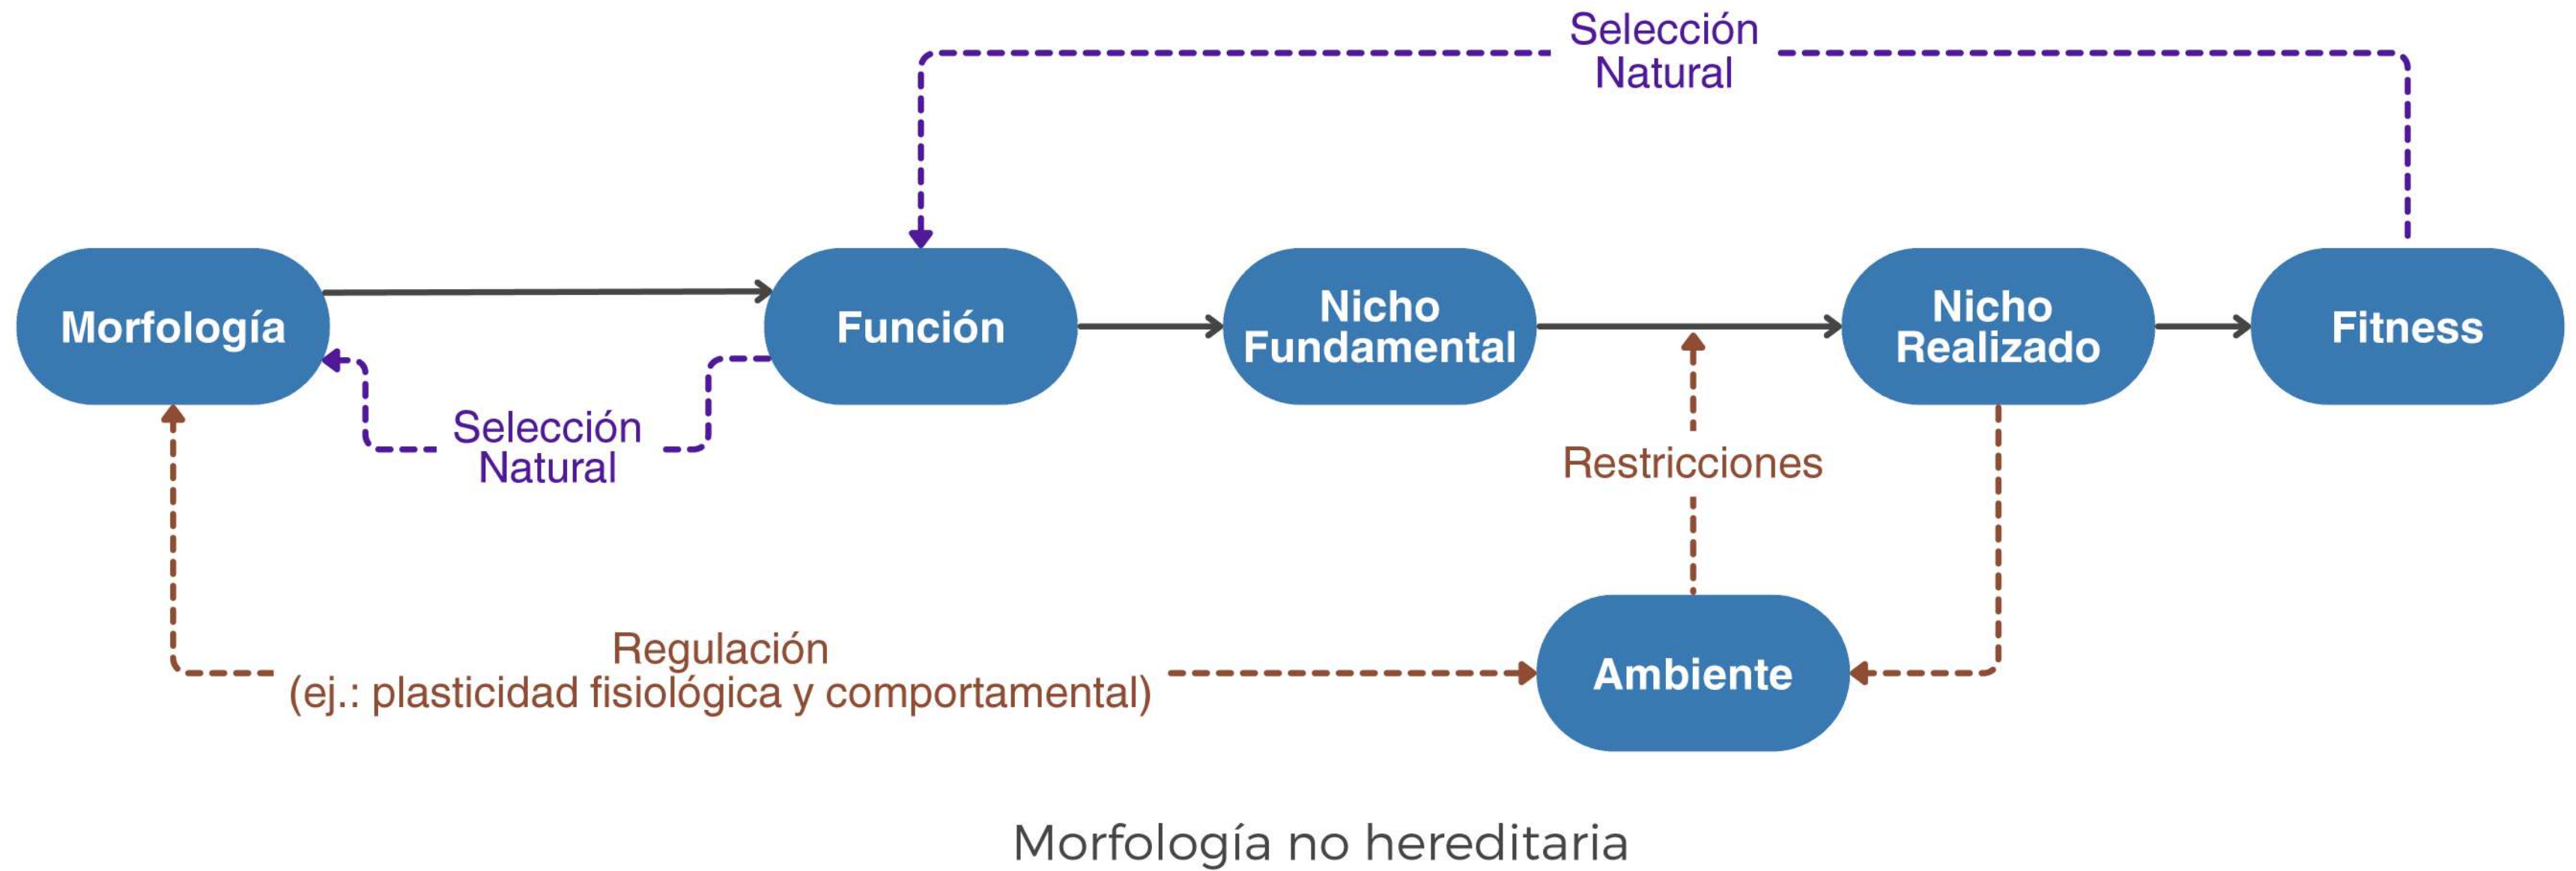 Selección
Natural
Morfología
Función
Nicho
Fundamental
Nicho
Realizado
Fitness
Selección
Natural
Restricciones
Regulación
(ej.: plasticidad fisiológica y comportamental)
Ambiente
Morfología no hereditaria